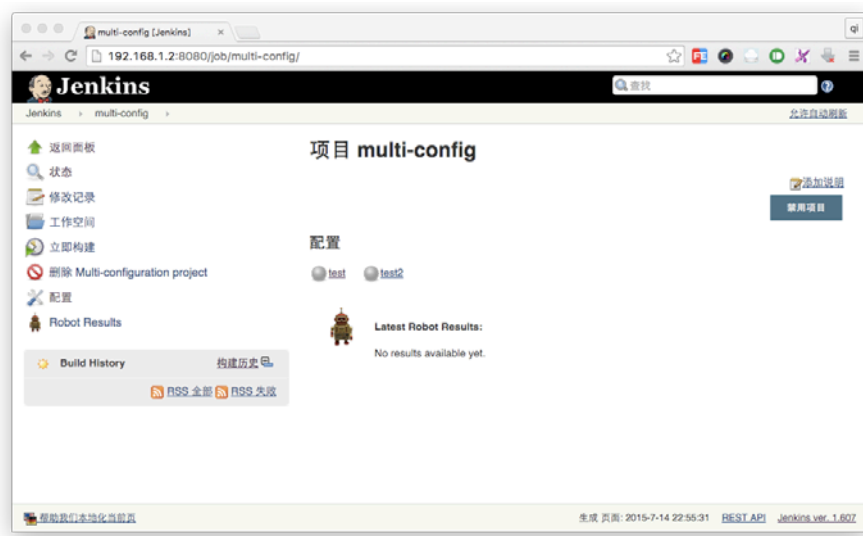 multi-config [Jenkins]
qi
192.168.1.2:8080/job/multi-config/
Jenkins
查找
Jenkins
multi-config
允许自动刷新
返回面板
状态
修改记录
工作空间
立即构建
删除 Multi-configuration project
配置
Robot Results
Build History
构建历史
RSS 全部
RSS 失败
项目 multi-config
添加说明
禁用项目
配置
test
test2
Latest Robot Results:
No results available yet.
帮助我们本地化当前页
生成 页面: 2015-7-14 22:55:31
REST API
Jenkins ver. 1.607